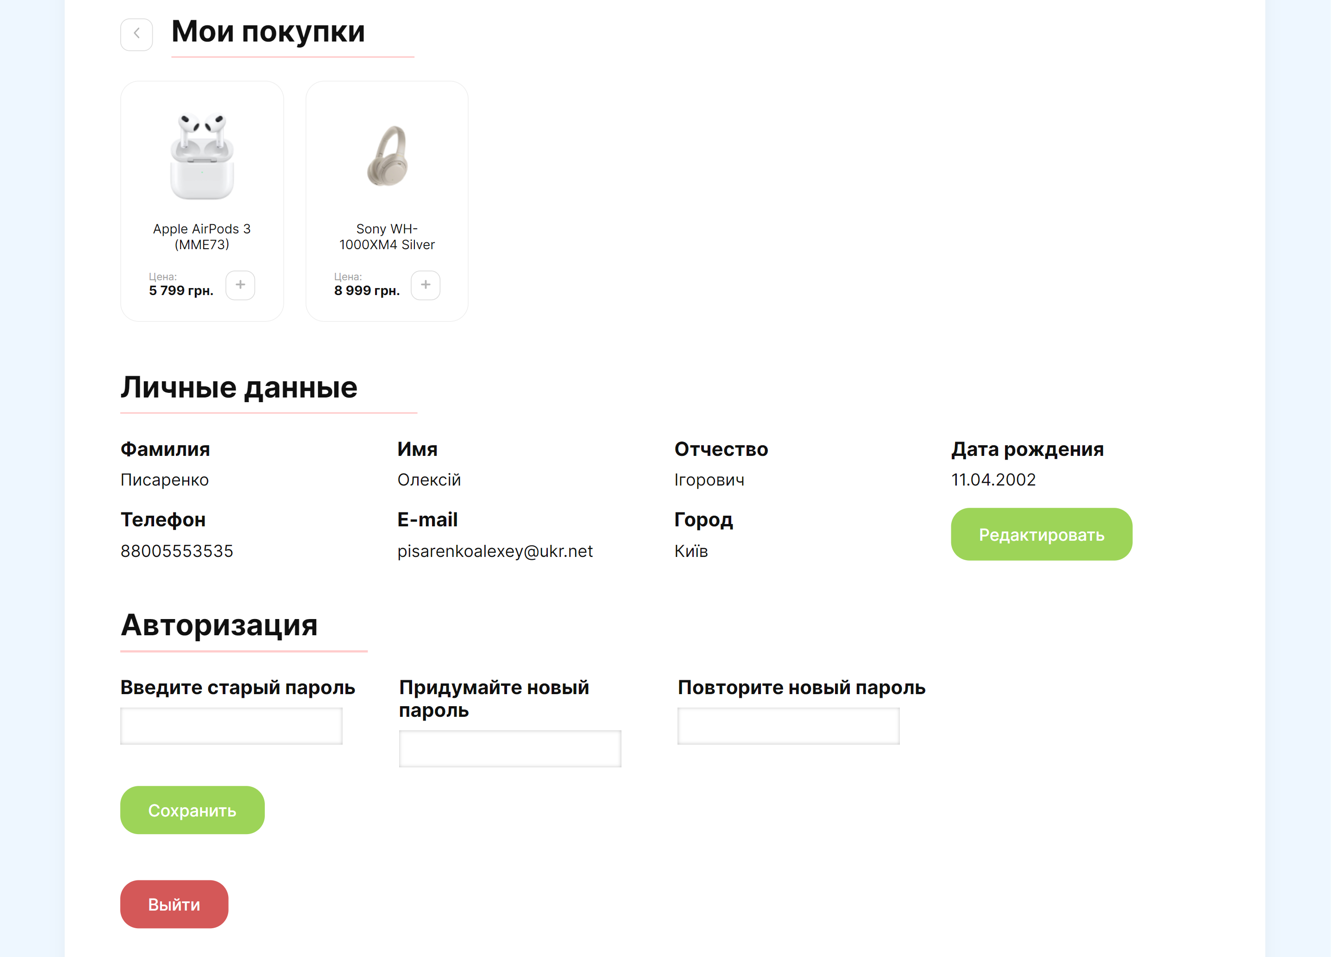 Мои покупки
Apple AirPods 3
(MME73)
Цена:
5 799 грн.
+
Sony WH-
1000XM4 Silver
Цена:
8 999 грн.
+
Личные данные
Фамилия
Писаренко
Имя
Олексій
Отчество
Ігорович
Дата рождения
11.04.2002
Телефон
88005553535
E-mail
pisarenkoalexey@ukr.net
Город
Київ
Редактировать
Авторизация
Введите старый пароль
Придумайте новый
пароль
Повторите новый пароль
Сохранить
Выйти